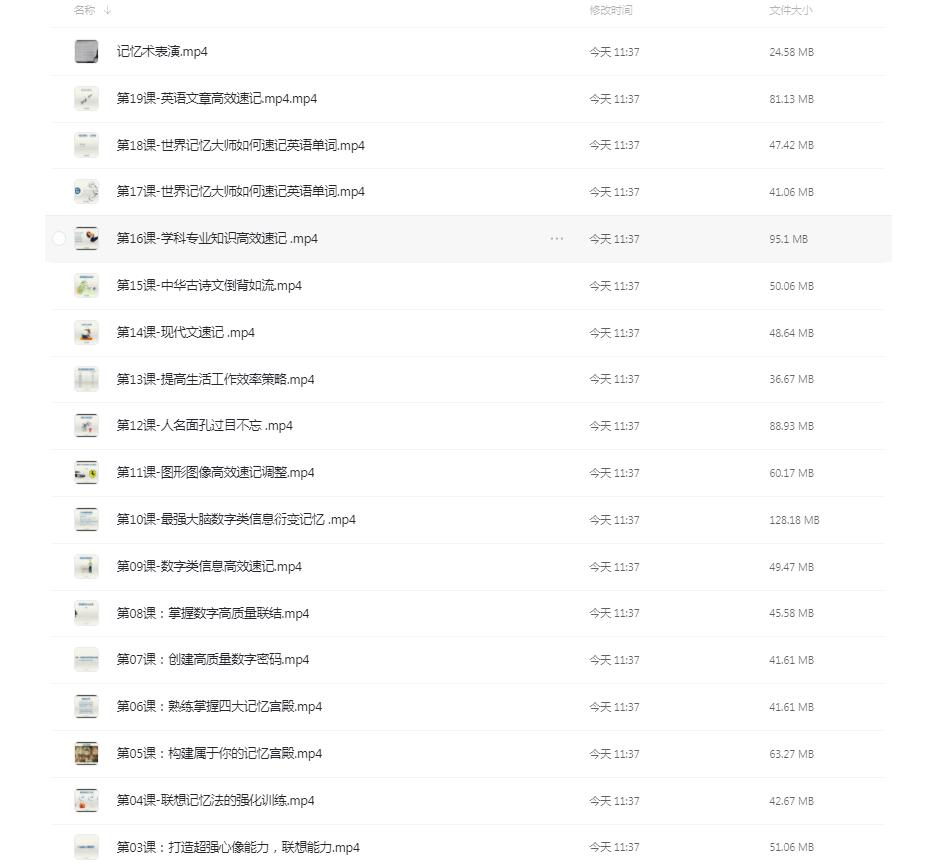 名称 ↓ 修改时间 文件大小
记忆术表演.mp4 今天 11:37 24.58 MB
第19课-英语文章高效速记.mp4.mp4 今天 11:37 81.13 MB
第18课-世界记忆大师如何速记英语单词.mp4 今天 11:37 47.42 MB
第17课-世界记忆大师如何速记英语单词.mp4 今天 11:37 41.06 MB
第16课-学科专业知识高效速记 .mp4 ··· 今天 11:37 95.1 MB
第15课-中华古诗文倒背如流.mp4 今天 11:37 50.06 MB
第14课-现代文速记 .mp4 今天 11:37 48.64 MB
第13课-提高生活工作效率策略.mp4 今天 11:37 36.67 MB
第12课-人名面孔过目不忘 .mp4 今天 11:37 88.93 MB
第11课-图形图像高效速记调整.mp4 今天 11:37 60.17 MB
第10课-最强大脑数字类信息衍变记忆 .mp4 今天 11:37 128.18 MB
第09课-数字类信息高效速记.mp4 今天 11:37 49.47 MB
第08课：掌握数字高质量联结.mp4 今天 11:37 45.58 MB
第07课：创建高质量数字密码.mp4 今天 11:37 41.61 MB
第06课：熟练掌握四大记忆宫殿.mp4 今天 11:37 41.61 MB
第05课：构建属于你的记忆宫殿.mp4 今天 11:37 63.27 MB
第04课-联想记忆法的强化训练.mp4 今天 11:37 42.67 MB
第03课：打造超强心像能力，联想能力.mp4 今天 11:37 51.06 MB